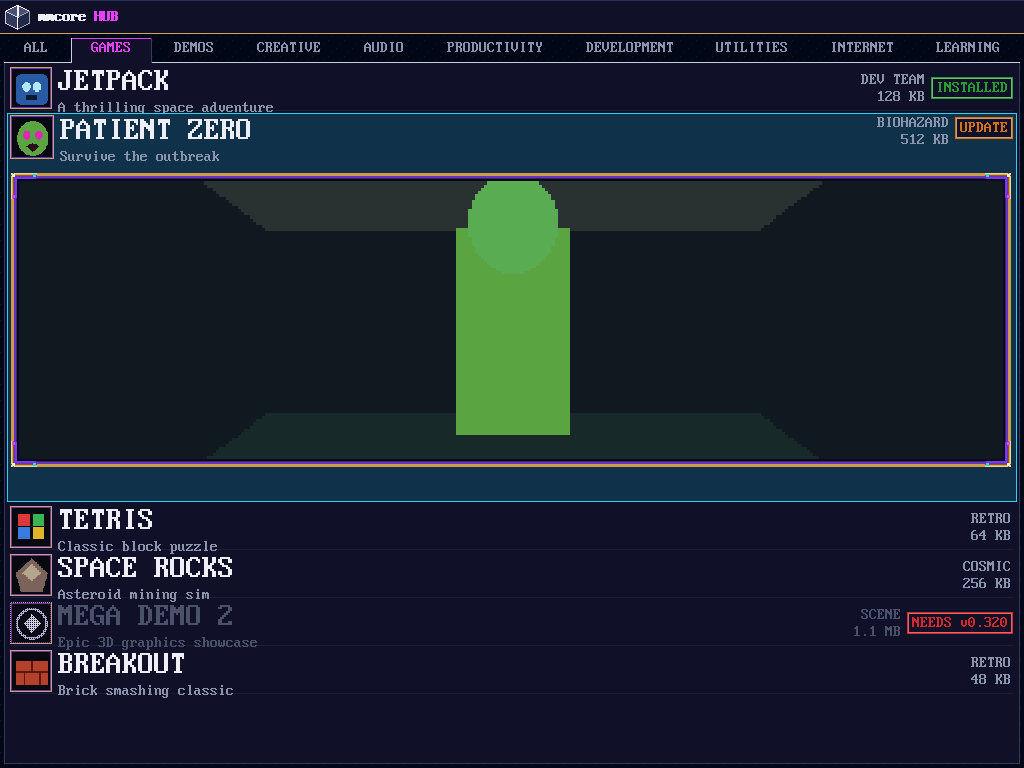 mmcore HUB
ALL GAMES DEMOS CREATIVE AUDIO PRODUCTIVITY DEVELOPMENT UTILITIES INTERNET LEARNING
JETPACK
A thrilling space adventure
DEV TEAM
128 KB
INSTALLED
PATIENT ZERO
Survive the outbreak
BIOHAZARD
512 KB
UPDATE
TETRIS
Classic block puzzle
RETRO
64 KB
SPACE ROCKS
Asteroid mining sim
COSMIC
256 KB
MEGA DEMO 2
Epic 3D graphics showcase
SCENE
1.1 MB
NEEDS v0.320
BREAKOUT
Brick smashing classic
RETRO
48 KB